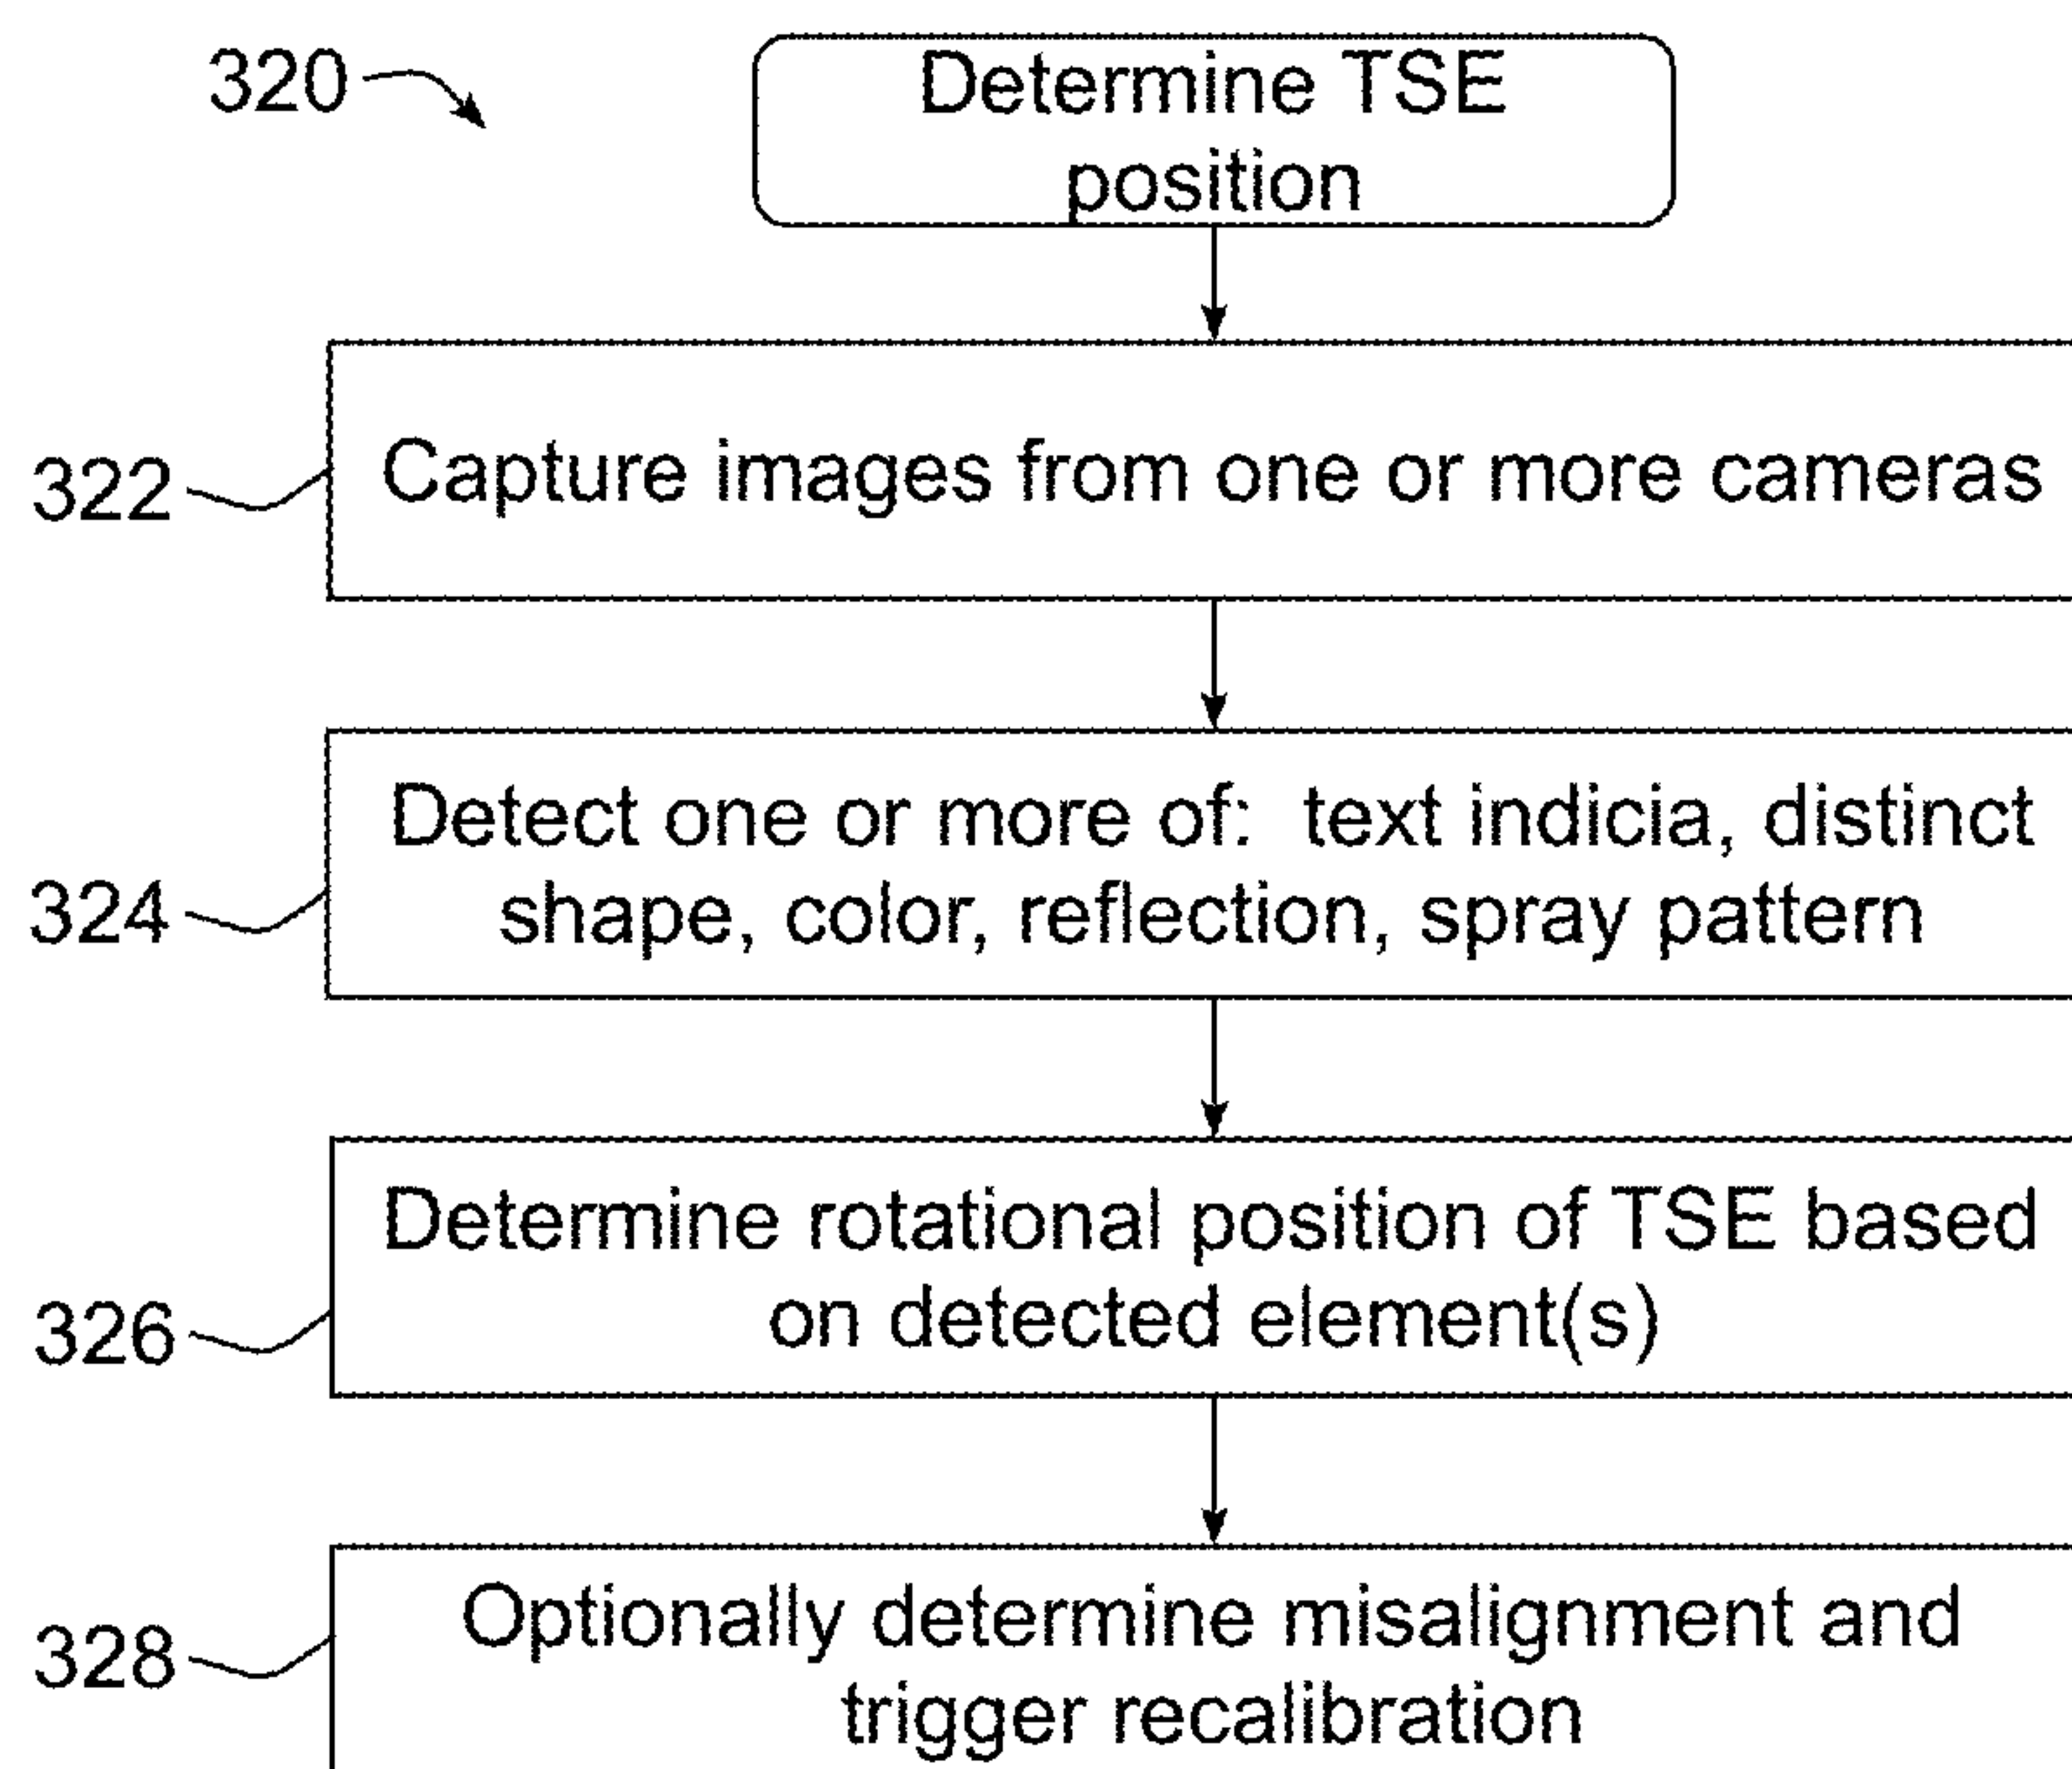 320
Determine TSE
position
322
Capture images from one or more cameras
324
Detect one or more of: text indicia, distinct
shape, color, reflection, spray pattern
326
Determine rotational position of TSE based
on detected element(s)
328
Optionally determine misalignment and
trigger recalibration